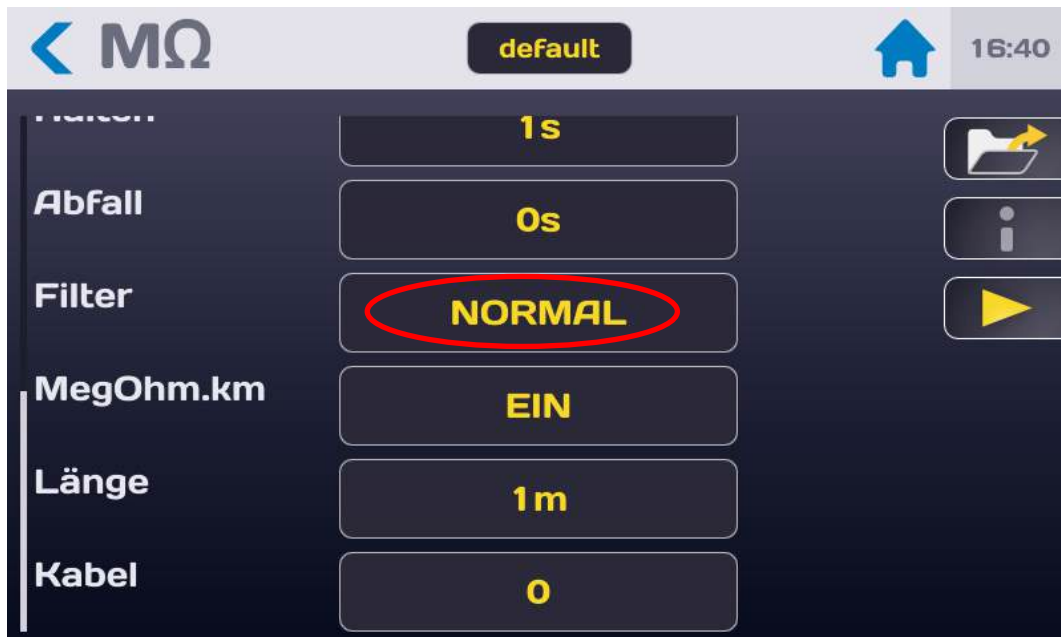 MΩ default 16:40
1s
Abfall 0s
Filter NORMAL
MegOhm.km EIN
Länge 1m
Kabel 0